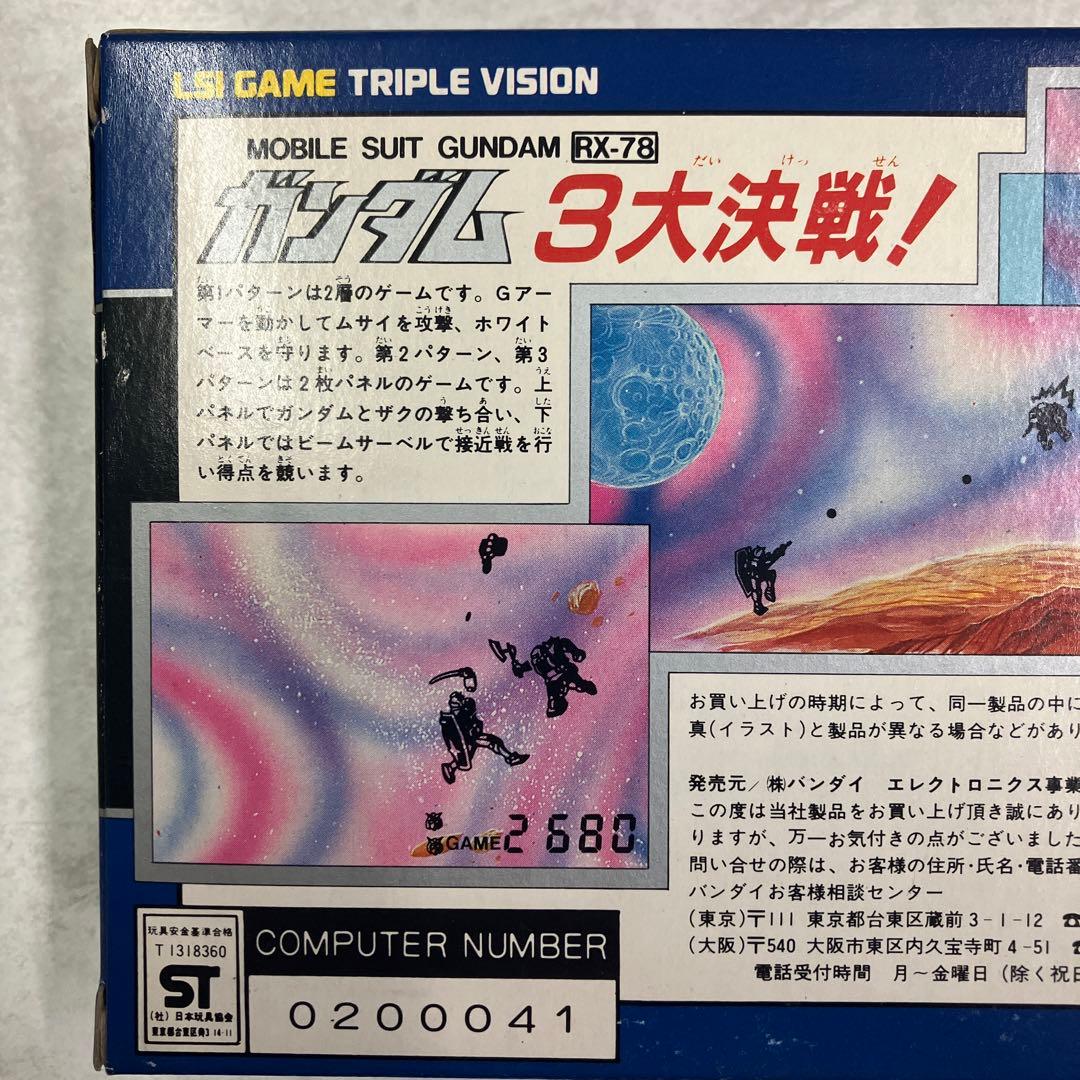 LSI GAME TRIPLE VISION
MOBILE SUIT GUNDAM RX-78
ガンダム 3大決戦!
だい けっ せん
第1パターンは2層のゲームです。Gアー
マーを動かしてムサイを攻撃、ホワイト
ベースを守ります。第2パターン、第3
パターンは2枚パネルのゲームです。上
パネルでガンダムとザクの撃ち合い、下
パネルではビームサーベルで接近戦を行
い得点を競います。
GAME 2 680
お買い上げの時期によって、同一製品の中に
真(イラスト)と製品が異なる場合などがあり
発売元/㈱バンダイ エレクトロニクス事業
この度は当社製品をお買い上げ頂き誠にあり
りますが、万一お気付きの点がございました
問い合せの際は、お客様の住所・氏名・電話番
バンダイお客様相談センター
(東京)〒111 東京都台東区蔵前3-1-12 ☎
(大阪)〒540 大阪市東区内久宝寺町4-51
電話受付時間 月~金曜日(除く祝日
玩具安全基準合格
T 1318360
ST
(社)日本玩具協会
COMPUTER NUMBER
0200041